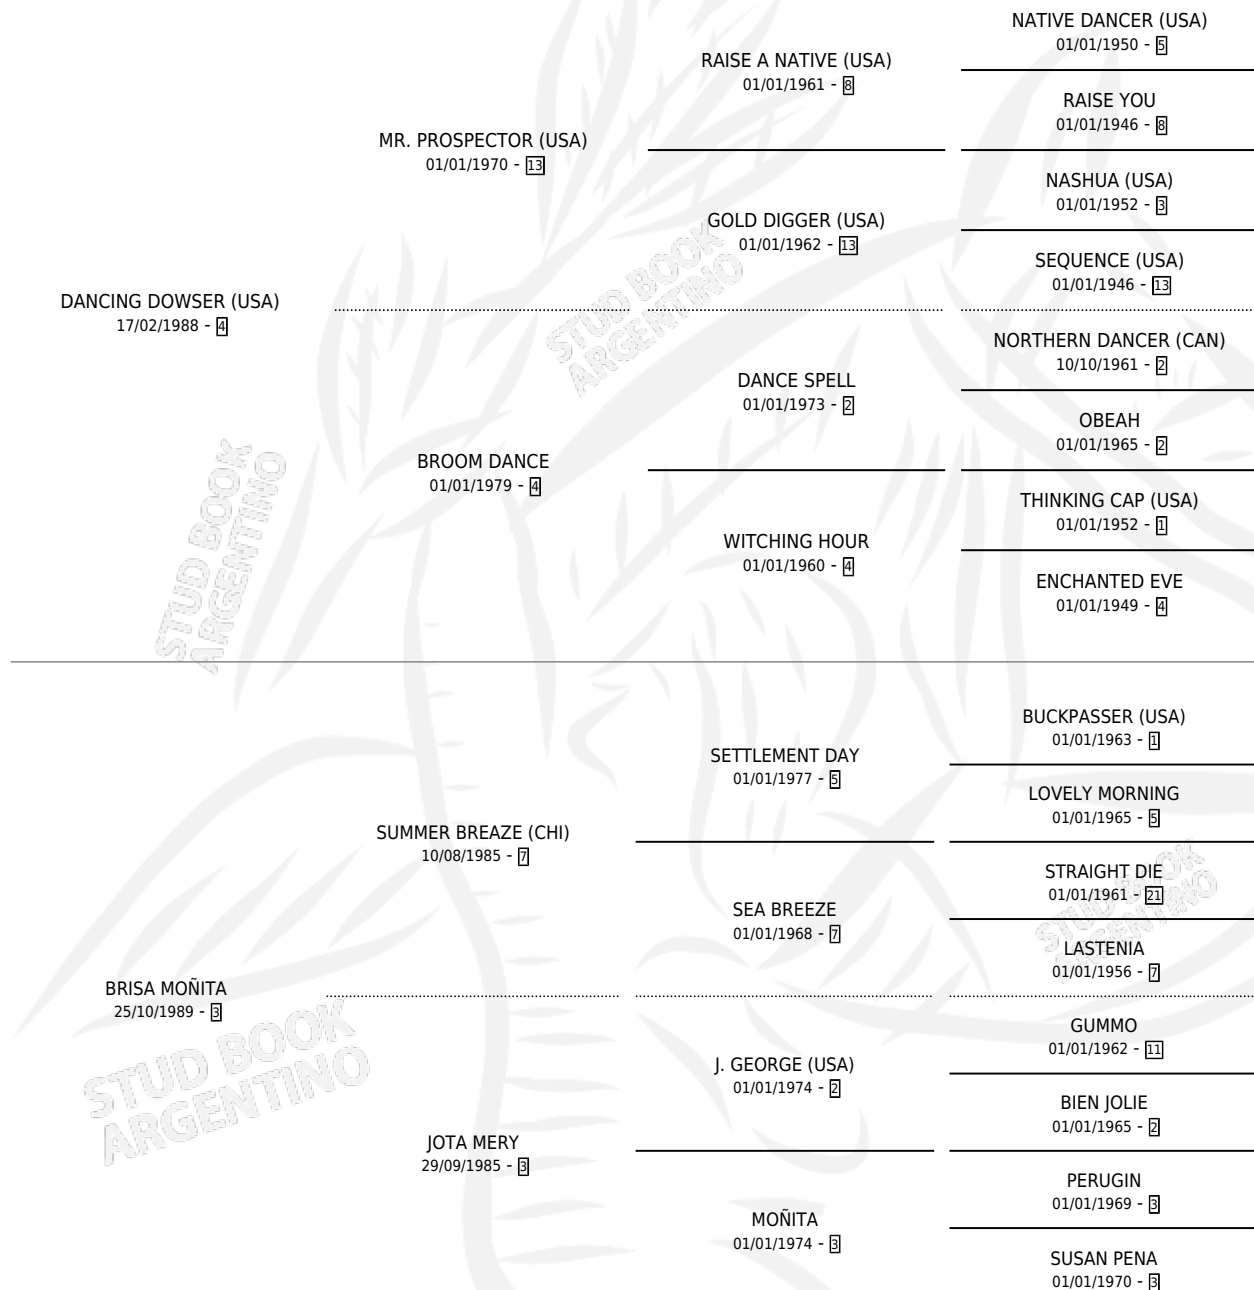 NATIVE DANCER (USA)
01/01/1950 - 5
RAISE A NATIVE (USA)
01/01/1961 - 8
RAISE YOU
01/01/1946 - 8
MR. PROSPECTOR (USA)
01/01/1970 - 13
NASHUA (USA)
01/01/1952 - 3
GOLD DIGGER (USA)
01/01/1962 - 13
SEQUENCE (USA)
01/01/1946 - 13
DANCING DOWSER (USA)
17/02/1988 - 4
NORTHERN DANCER (CAN)
10/10/1961 - 2
DANCE SPELL
01/01/1973 - 2
OBEAH
01/01/1965 - 2
BROOM DANCE
01/01/1979 - 4
THINKING CAP (USA)
01/01/1952 - 1
WITCHING HOUR
01/01/1960 - 4
ENCHANTED EVE
01/01/1949 - 4
BUCKPASSER (USA)
01/01/1963 - 1
SETTLEMENT DAY
01/01/1977 - 5
LOVELY MORNING
01/01/1965 - 5
SUMMER BREAZE (CHI)
10/08/1985 - 7
STRAIGHT DIE
01/01/1961 - 21
SEA BREEZE
01/01/1968 - 7
LASTENIA
01/01/1956 - 7
BRISA MOÑITA
25/10/1989 - 3
GUMMO
01/01/1962 - 11
J. GEORGE (USA)
01/01/1974 - 2
BIEN JOLIE
01/01/1965 - 2
JOTA MERY
29/09/1985 - 3
PERUGIN
01/01/1969 - 3
MOÑITA
01/01/1974 - 3
SUSAN PENA
01/01/1970 - 3
STUD BOOK
ARGENTINO
STUD BOOK
ARGENTINO
STUD BOOK
ARGENTINO
STUD BOOK
ARGENTINO